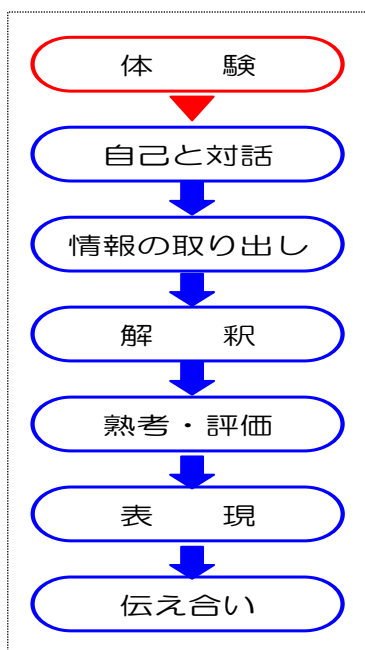 体　　験
自己と対話
情報の取り出し
解　　釈
熟考・評価
表　　現
伝え合い